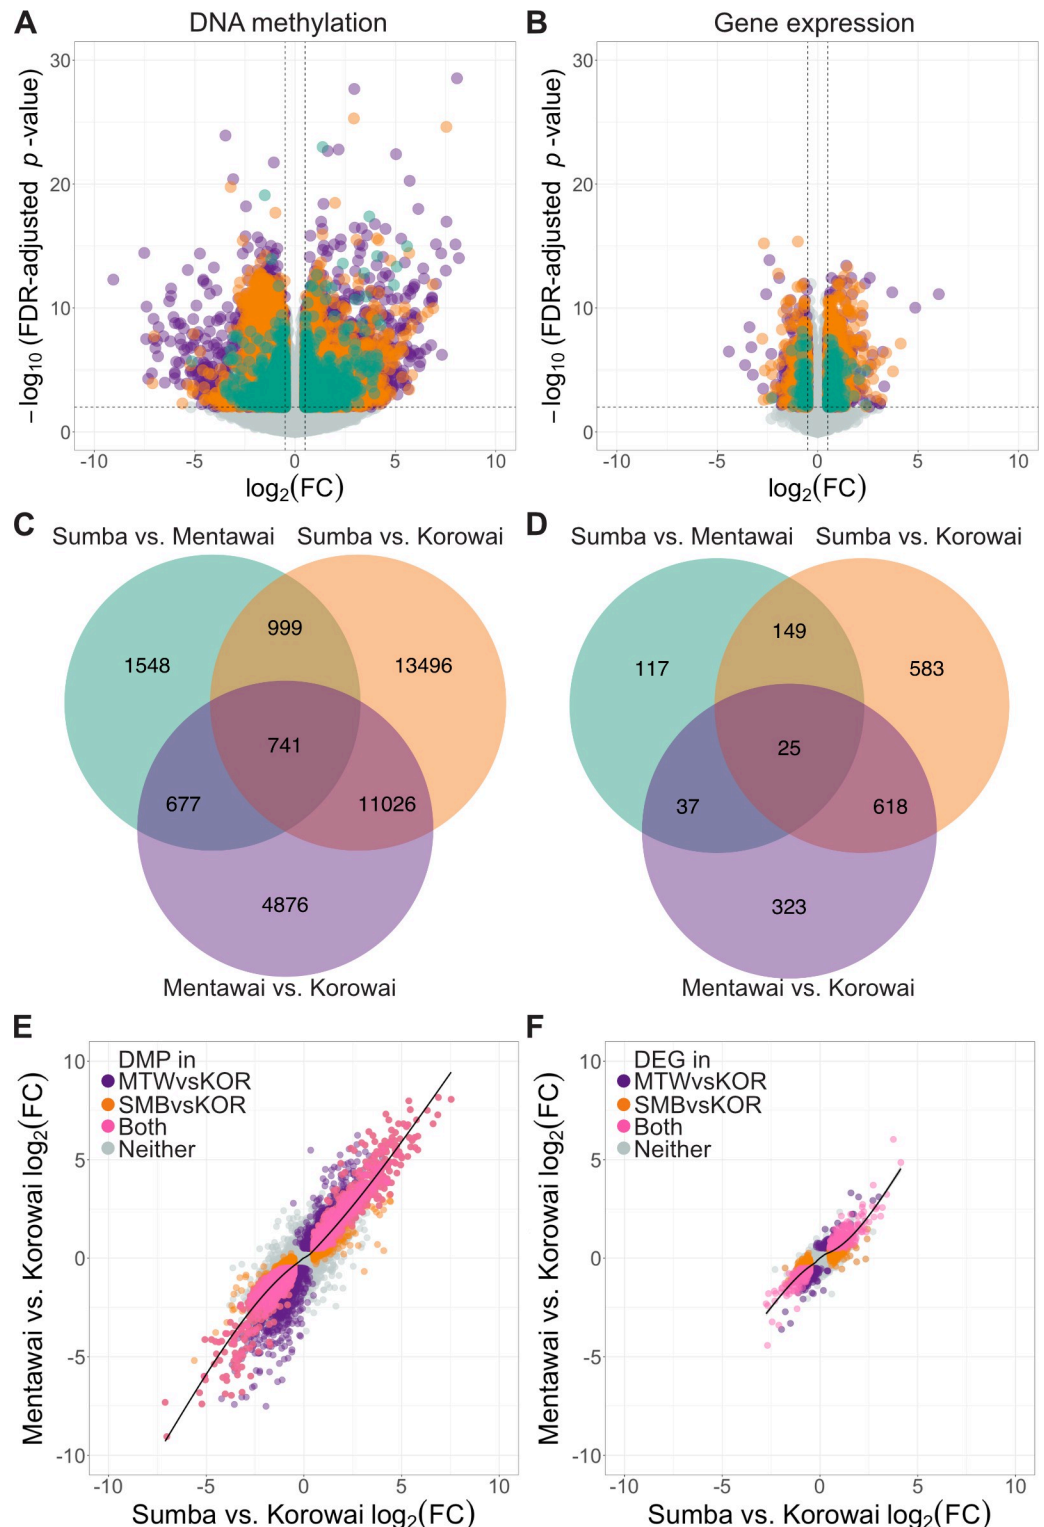 A DNA methylation
B Gene expression
−log10 (FDR-adjusted p -value)
30
20
10
0
-10 -5 0 5 10
log2(FC)
−log10 (FDR-adjusted p -value)
30
20
10
0
-10 -5 0 5 10
log2(FC)
C
Sumba vs. Mentawai Sumba vs. Korowai
999
1548 13496
741
677 11026
4876
Mentawai vs. Korowai
D
Sumba vs. Mentawai Sumba vs. Korowai
149
117 583
25
37 618
323
Mentawai vs. Korowai
E
Mentawai vs. Korowai log2(FC)
10
5
0
-5
-10
DMP in
MTWvsKOR
SMBvsKOR
Both
Neither
-10 -5 0 5 10
Sumba vs. Korowai log2(FC)
F
Mentawai vs. Korowai log2(FC)
10
5
0
-5
-10
DEG in
MTWvsKOR
SMBvsKOR
Both
Neither
-10 -5 0 5 10
Sumba vs. Korowai log2(FC)